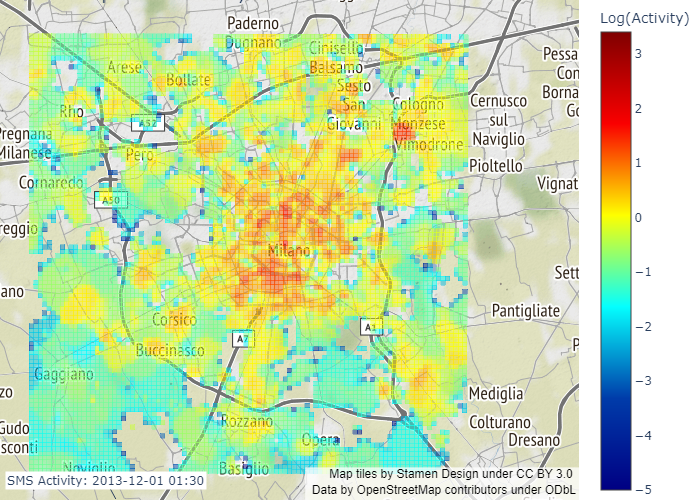 Log(Activity)
Paderno
Dugnano
Cinisello
Balsamo
Arese
Bollate
Sesto
San
Giovanni
Cologno
Monzese
Vimodrone
Cernusco
sul
Naviglio
Pessa
Con
Borna
Go
Rho
A52
Pregnana
Milanese
Pero
Pioltello
Cornaredo
A50
Vignat
reggio
Milano
Sett
ano
Pantigliate
Corsico
A7
A1
P
Buccinasco
Gaggiano
Mediglia
zo
Rozzano
Colturano
Gudo
sconti
Opera
Dresano
Noviglio
Basiglio
SMS Activity: 2013-12-01 01:30
Map tiles by Stamen Design under CC BY 3.0
Data by OpenStreetMap contributors under ODbL
3
2
1
0
−1
−2
−3
−4
−5